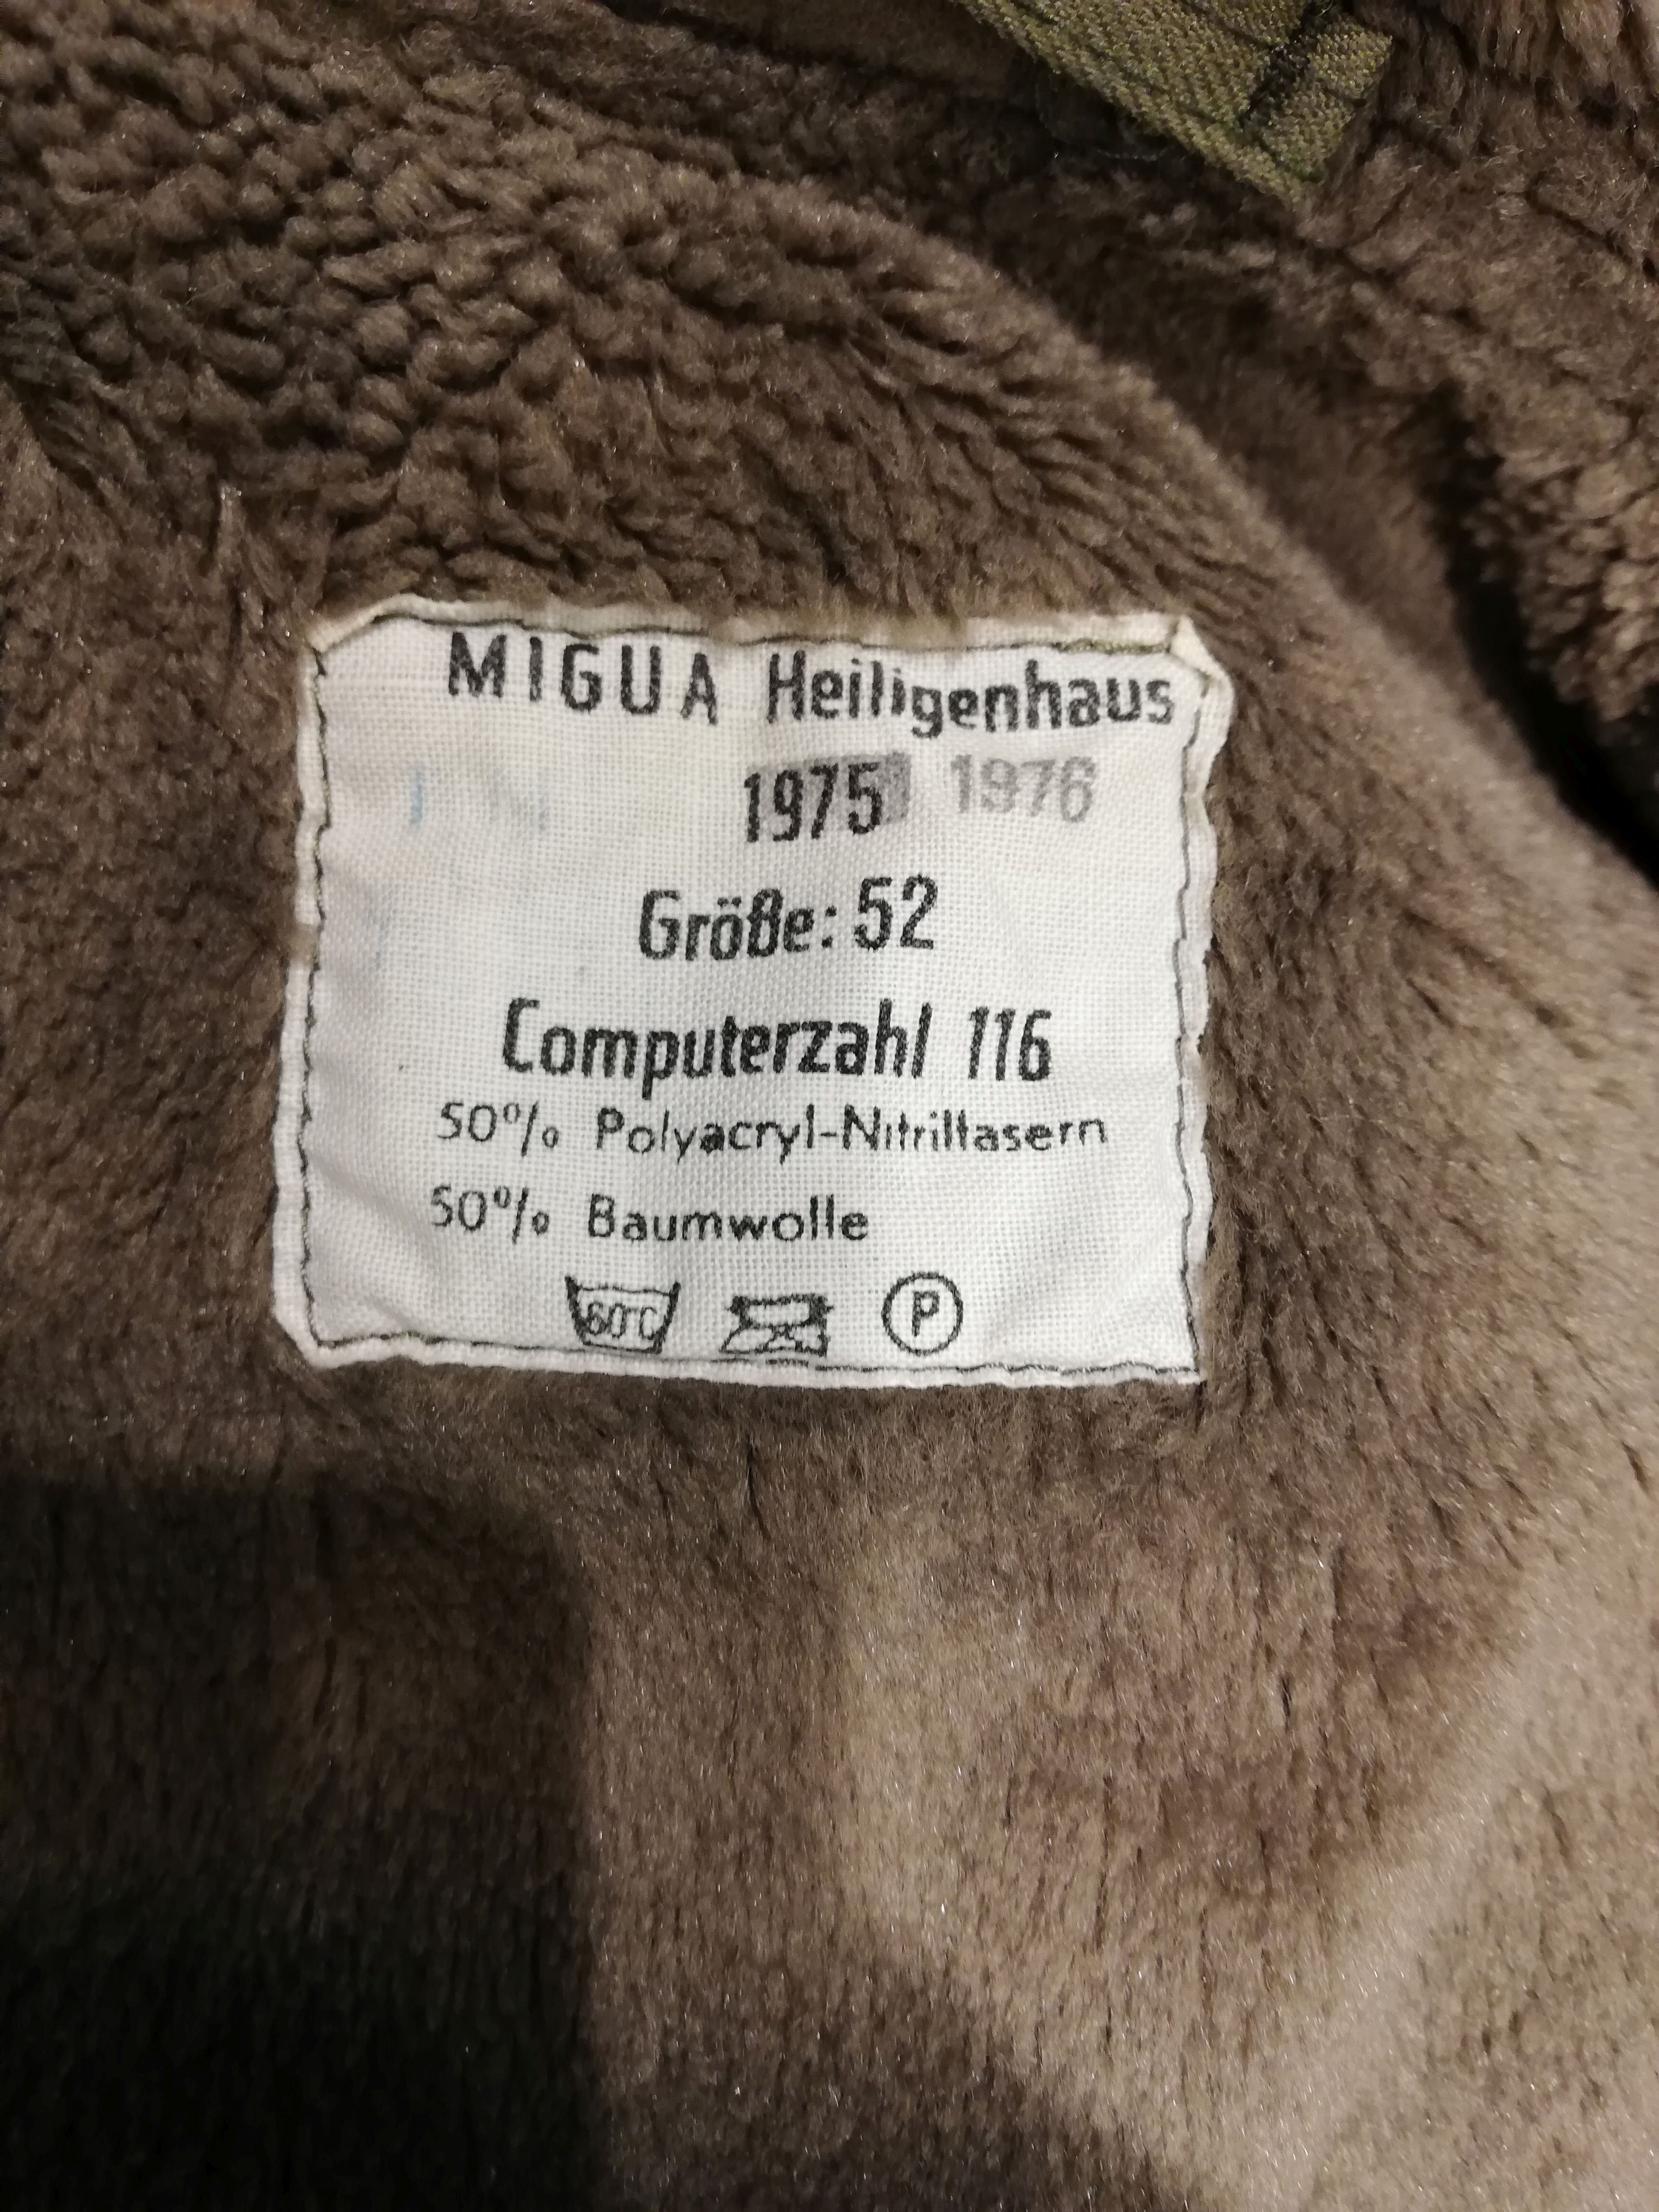 MIGUA Heiligenhaus
1975 1976
Größe: 52
Computerzahl 116
50% Polyacryl-Nitrilfasern
50% Baumwolle
60°C P